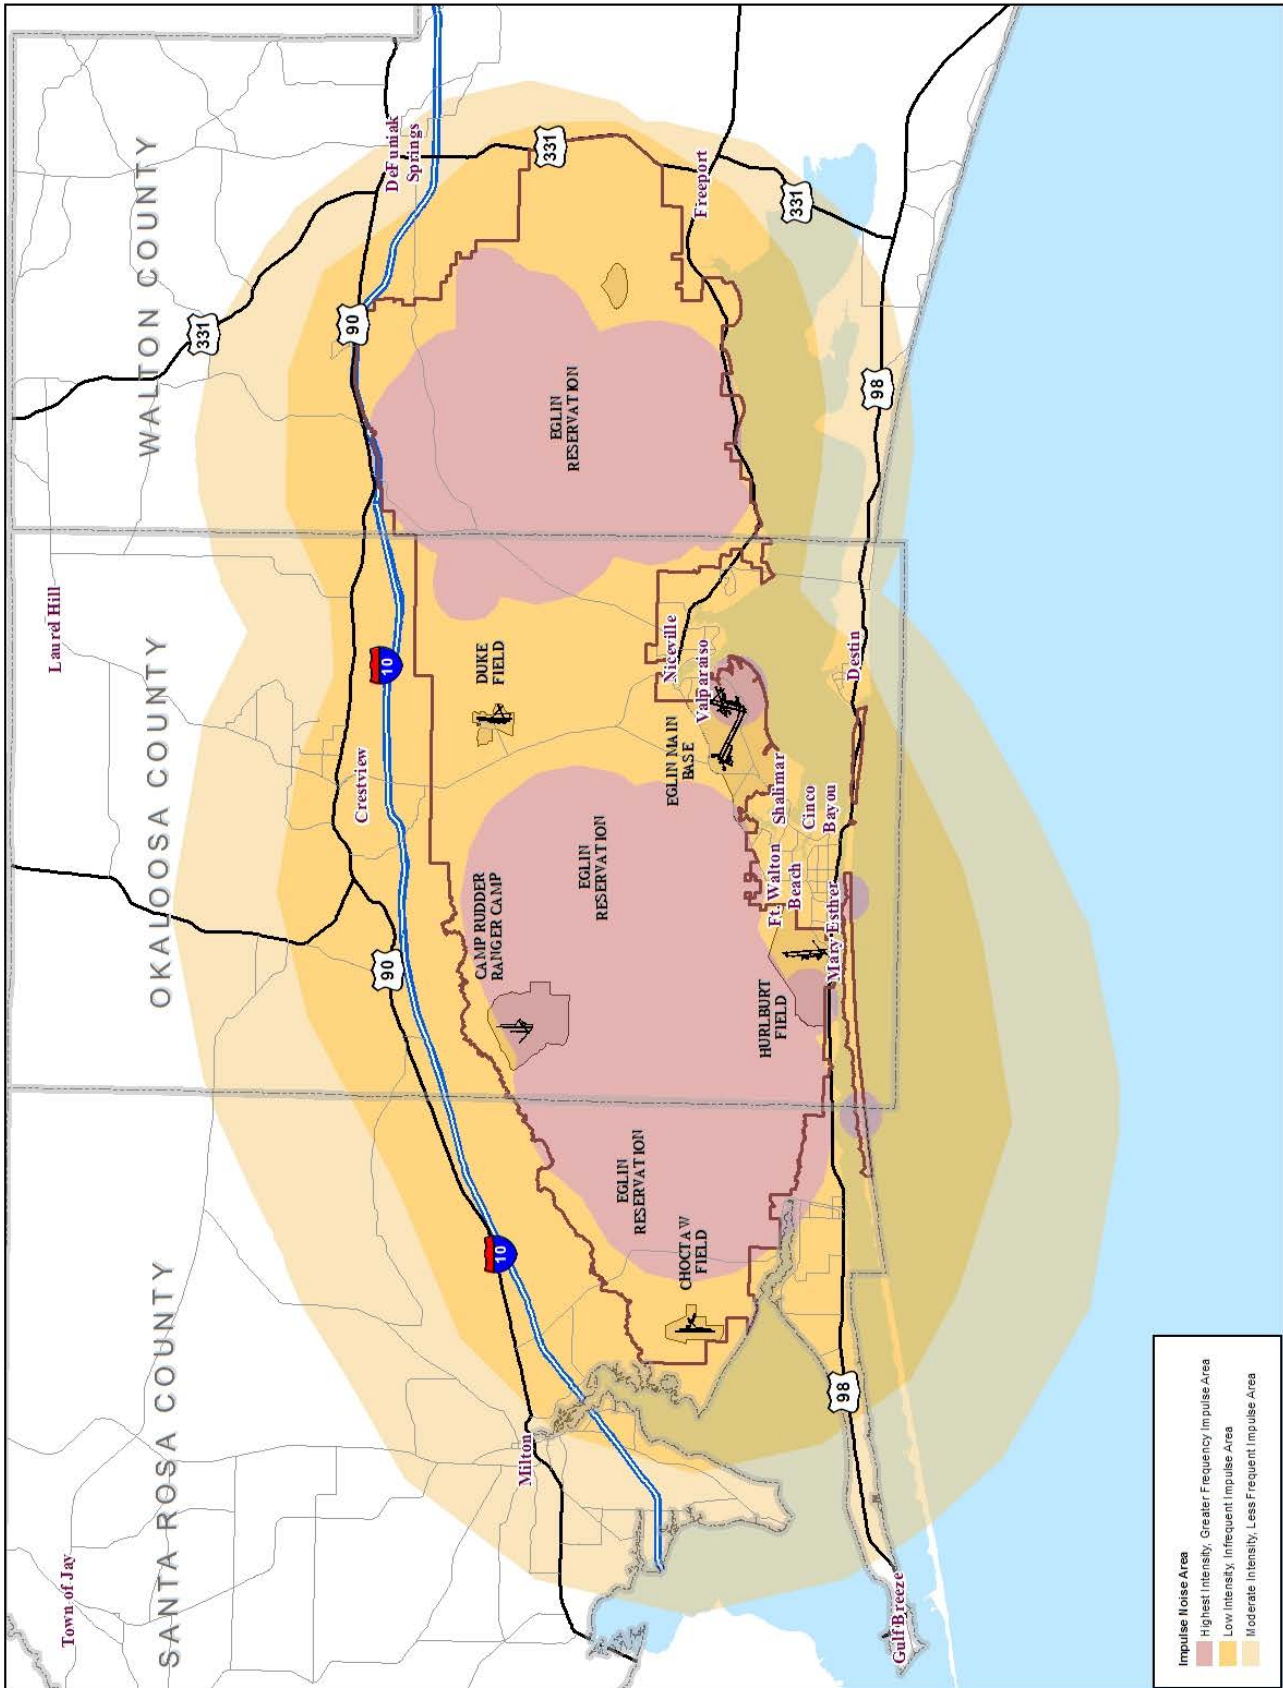 SANTA ROSA COUNTY
OKALOOSA COUNTY
WALTON COUNTY
Town of Jay
Laurel Hill
331
DeFuniak
Springs
90
331
10
Crestview
90
10
Milton
CAMP RUDDER
RANGER CAMP
DUKE
FIELD
EGLIN
RESERVATION
EGLIN
RESERVATION
EGLIN
RESERVATION
CHOCTAW
FIELD
EGLIN MAIN
BASE
Niceville
Valparaiso
Freeport
331
HURLBURT
FIELD
Ft. Walton
Beach
Shalimar
Cinco
Bayou
Mary Esther
Destin
98
98
Gulf Breeze
Impulse Noise Area
Highest Intensity, Greater Frequency Impulse Area
Low Intensity, Infrequent Impulse Area
Moderate Intensity, Less Frequent Impulse Area